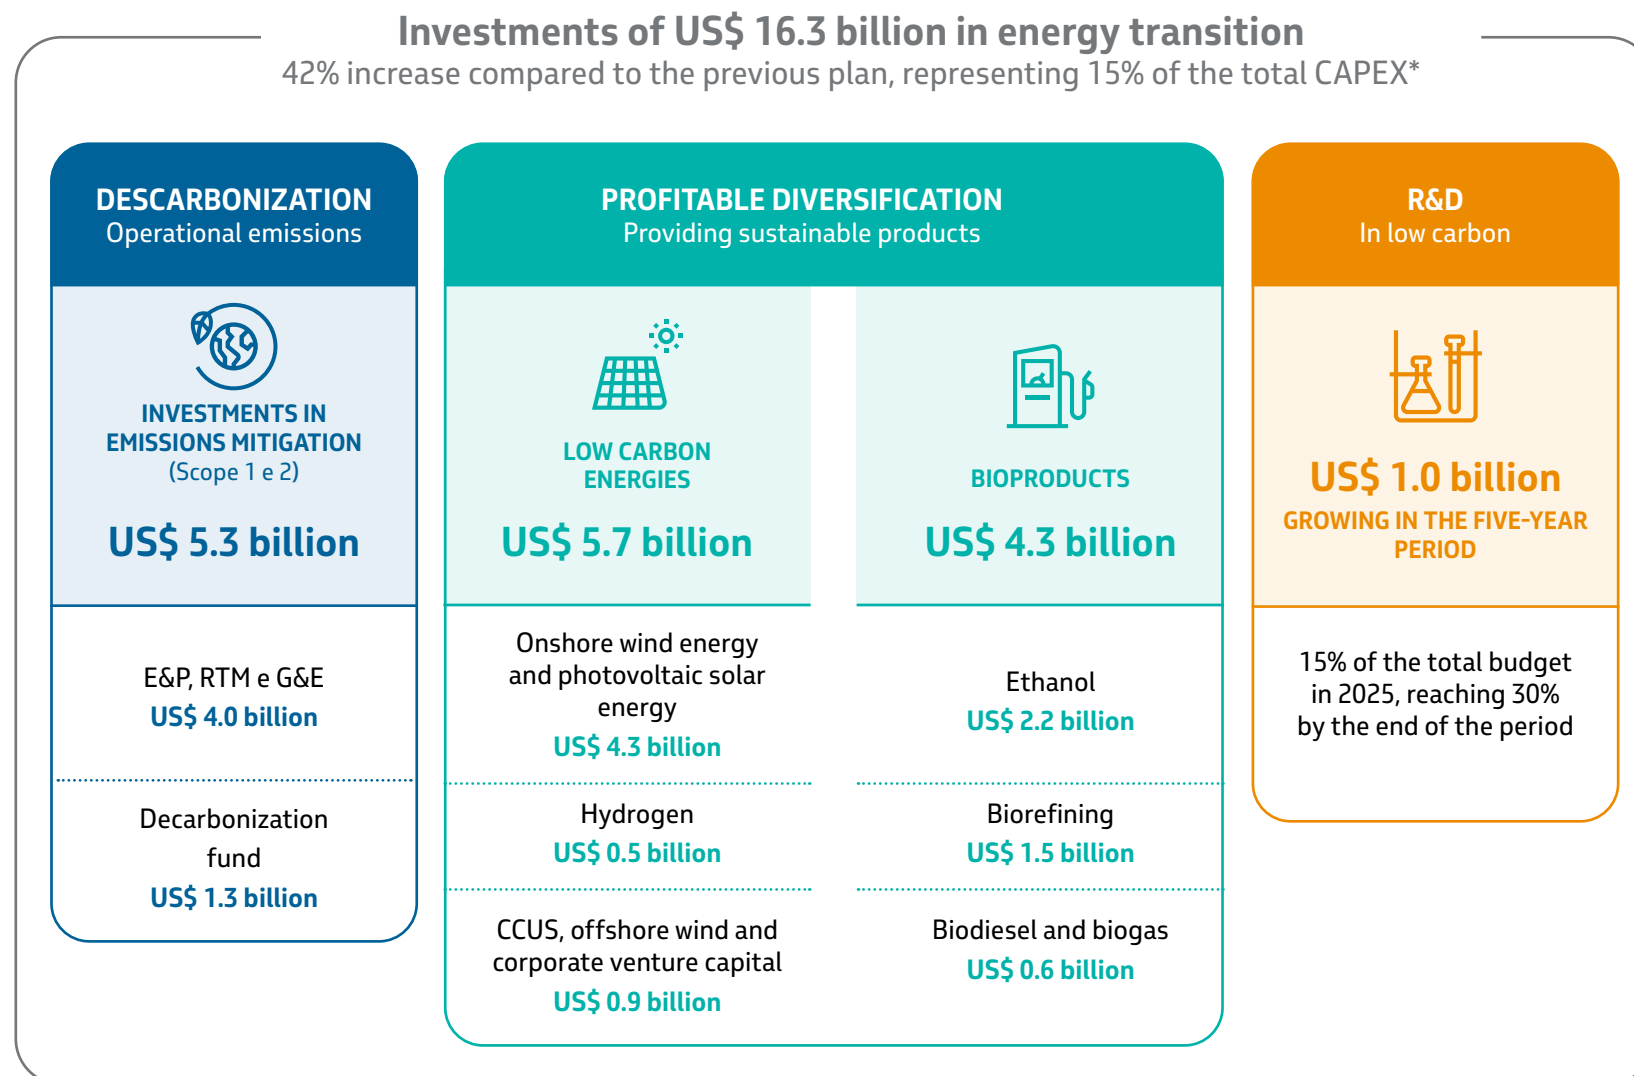 Investments of US$ 16.3 billion in energy transition
42% increase compared to the previous plan, representing 15% of the total CAPEX*
DESCARBONIZATION
Operational emissions
INVESTMENTS IN
EMISSIONS MITIGATION
(Scope 1 e 2)
US$ 5.3 billion
E&P, RTM e G&E
US$ 4.0 billion
Decarbonization
fund
US$ 1.3 billion
PROFITABLE DIVERSIFICATION
Providing sustainable products
LOW CARBON
ENERGIES
US$ 5.7 billion
Onshore wind energy
and photovoltaic solar
energy
US$ 4.3 billion
Hydrogen
US$ 0.5 billion
CCUS, offshore wind and
corporate venture capital
US$ 0.9 billion
BIOPRODUCTS
US$ 4.3 billion
Ethanol
US$ 2.2 billion
Biorefining
US$ 1.5 billion
Biodiesel and biogas
US$ 0.6 billion
R&D
In low carbon
US$ 1.0 billion
GROWING IN THE FIVE-YEAR
PERIOD
15% of the total budget
in 2025, reaching 30%
by the end of the period